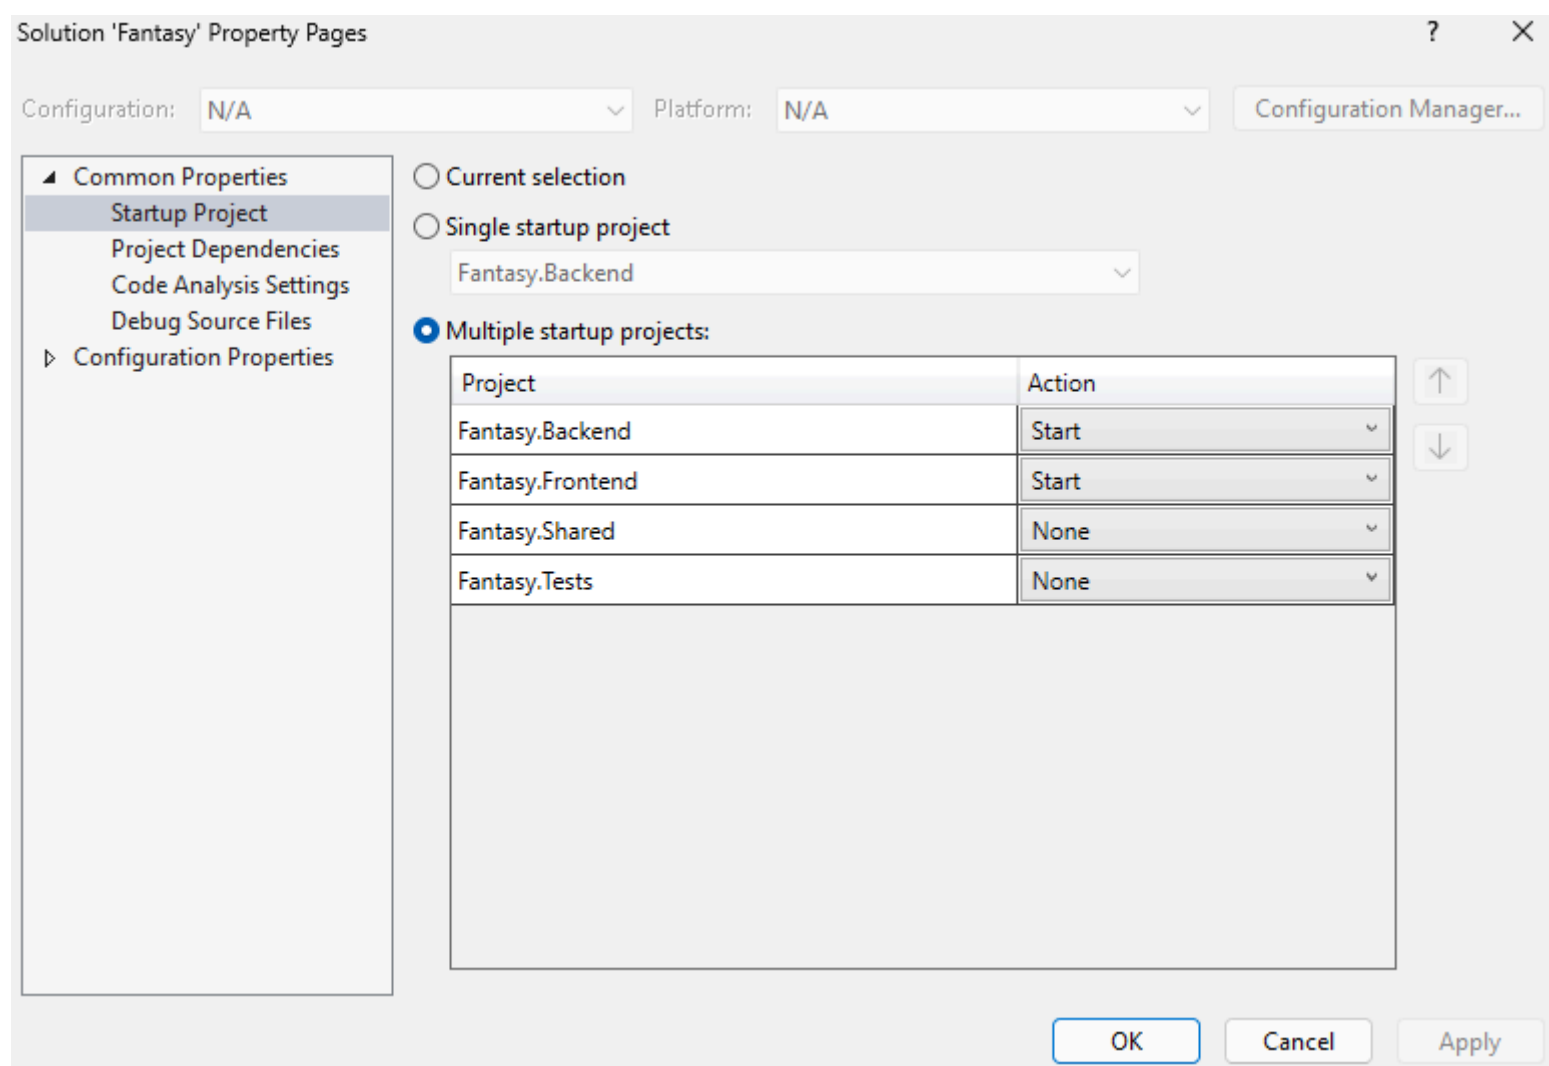 Solution 'Fantasy' Property Pages
?
Configuration: N/A Platform: N/A Configuration Manager...
Common Properties
Startup Project
Project Dependencies
Code Analysis Settings
Debug Source Files
Configuration Properties
Current selection
Single startup project
Fantasy.Backend
Multiple startup projects:
Project Action
Fantasy.Backend Start
Fantasy.Frontend Start
Fantasy.Shared None
Fantasy.Tests None
OK Cancel Apply